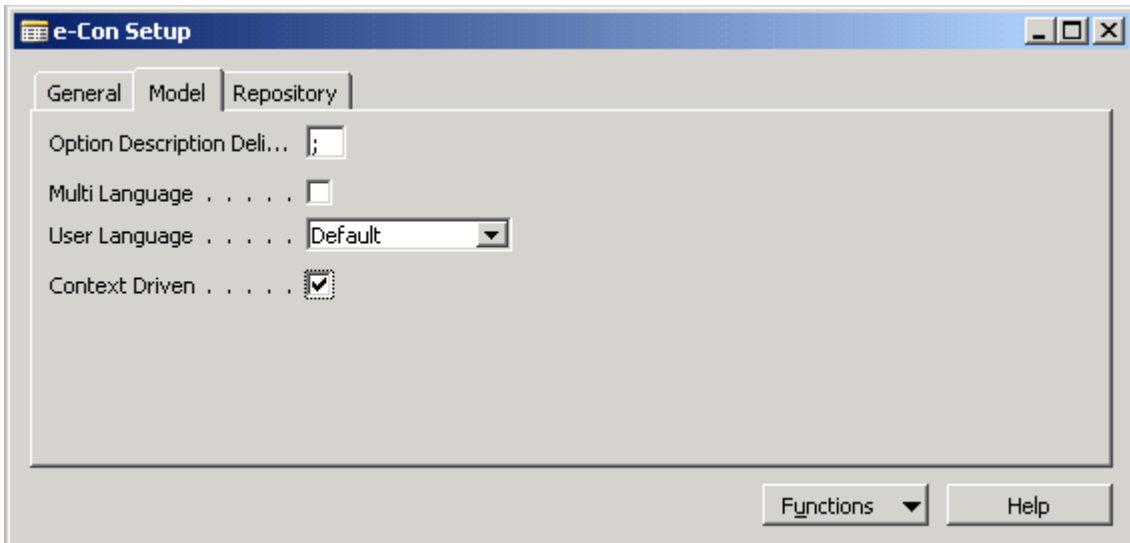 e-Con Setup
General Model Repository
Option Description Deli... ;
Multi Language . . . . .
User Language . . . . . Default
Context Driven . . . . .
Functions Help